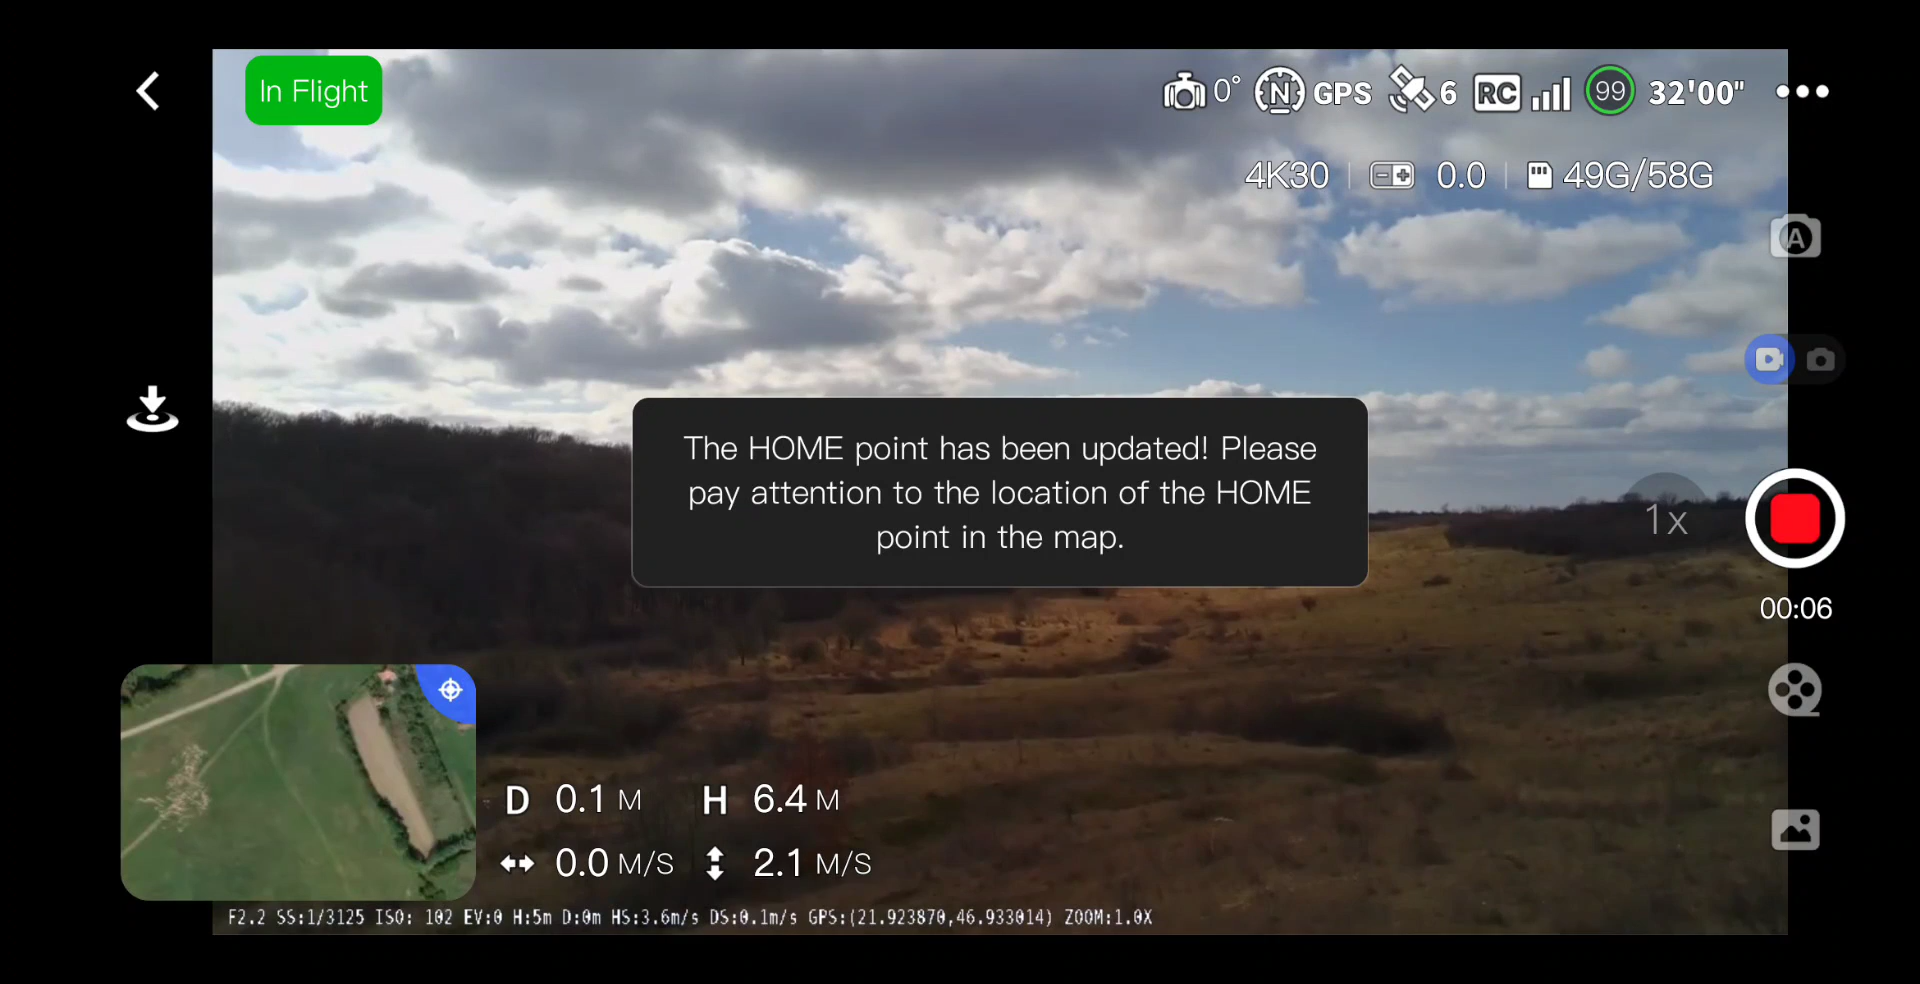 In Flight
0° N GPS 6 RC 99 32'00"
4K30 0.0 49G/58G
A
The HOME point has been updated! Please
pay attention to the location of the HOME
point in the map.
1x
00:06
D 0.1 M H 6.4 M
0.0 M/S 2.1 M/S
F2.2 SS:1/3125 ISO: 102 EV:0 H:5m D:0m HS:3.6m/s DS:0.1m/s GPS:(21.923870,46.933014) ZOOM:1.0X